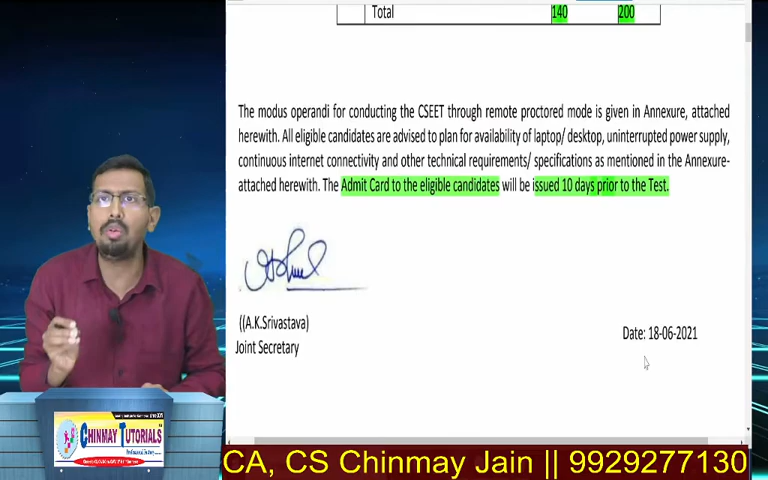 Total 140 200
The modus operandi for conducting the CSEET through remote proctored mode is given in Annexure, attached
herewith. All eligible candidates are advised to plan for availability of laptop/ desktop, uninterrupted power supply,
continuous internet connectivity and other technical requirements/ specifications as mentioned in the Annexure-
attached herewith. The Admit Card to the eligible candidates will be issued 10 days prior to the Test.
((A.K.Srivastava)
Joint Secretary
Date: 18-06-2021
CHINMAY TUTORIALS
CA, CS Chinmay Jain || 9929277130